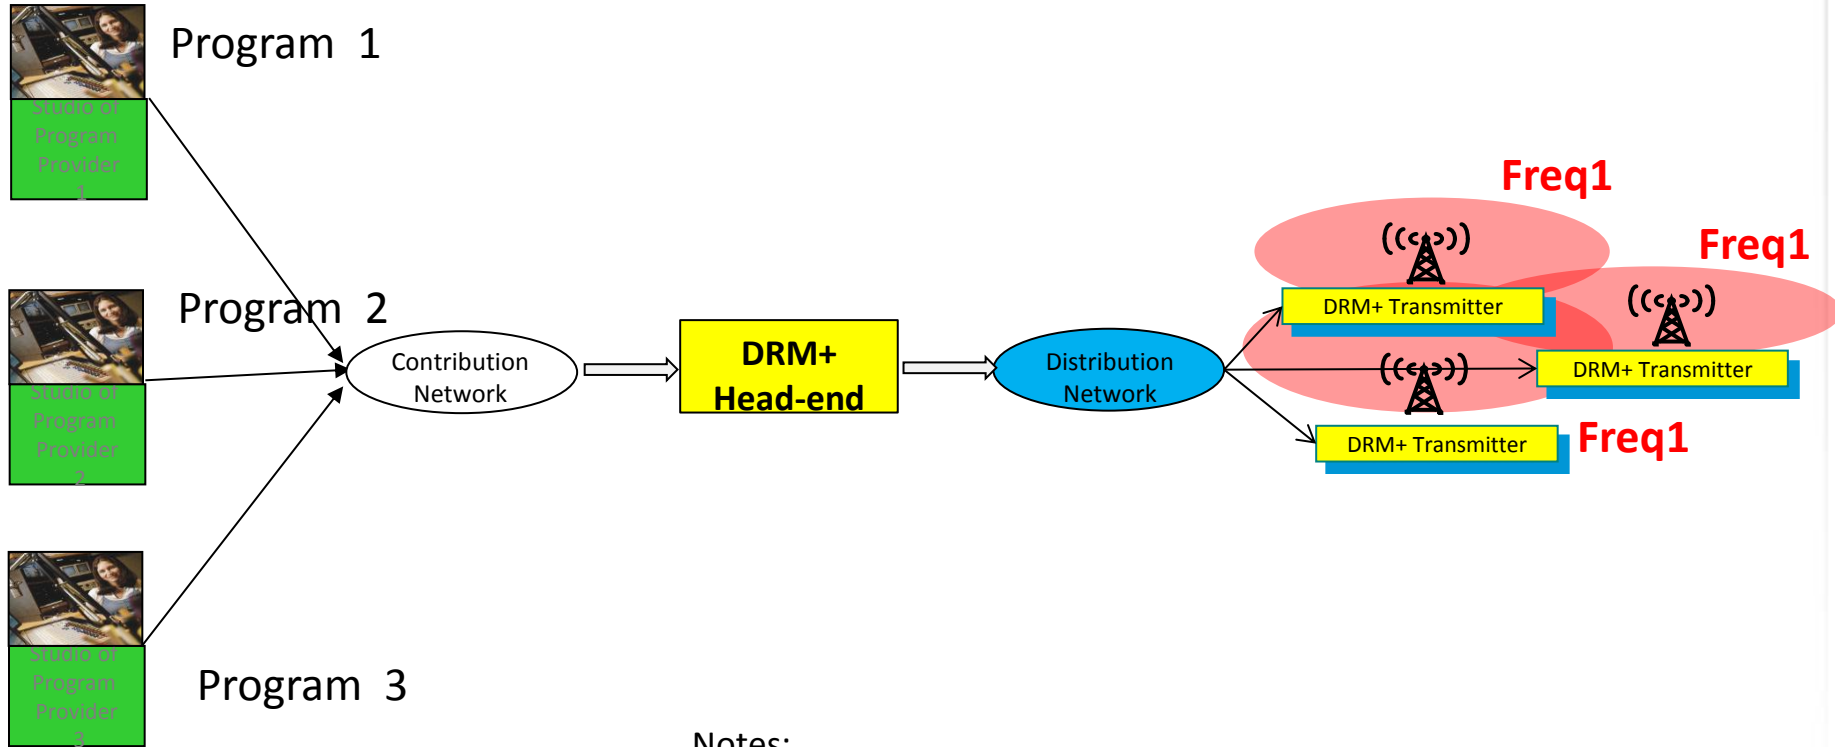 Program 1
Studio of
Program
Provider
1
Program 2
Studio of
Program
Provider
2
Program 3
Studio of
Program
Provider
3
Contribution
Network
DRM+
Head-end
Distribution
Network
Freq1
DRM+ Transmitter
Freq1
DRM+ Transmitter
DRM+ Transmitter
Freq1
Notes: